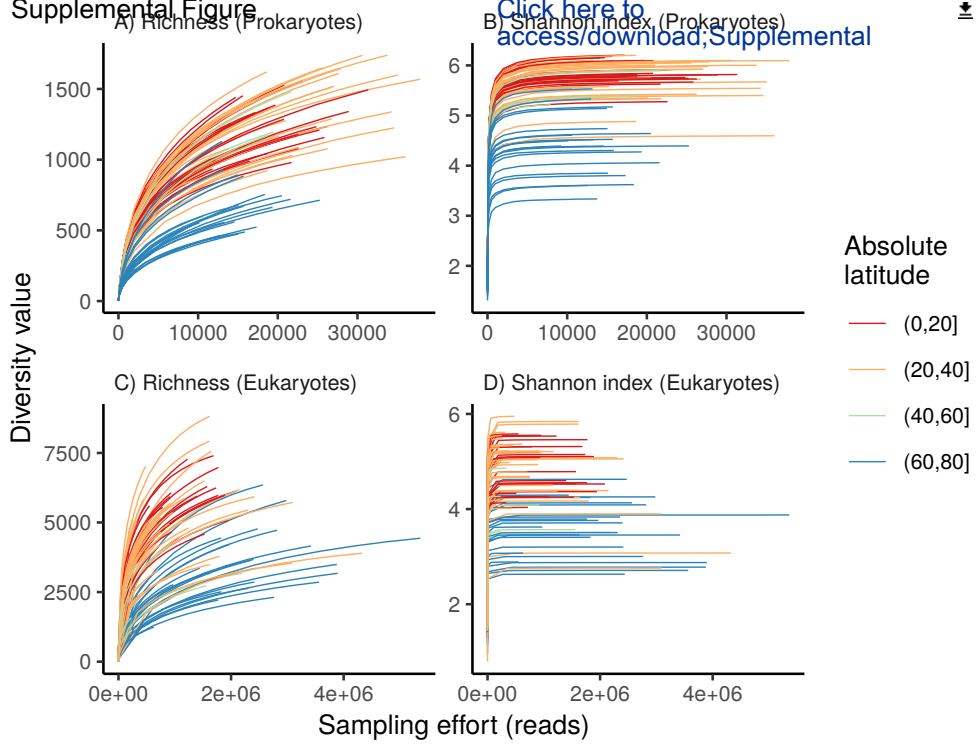 Supplemental Figure
Click here to
access/download;Supplemental
A) Richness (Prokaryotes)
B) Shannon index (Prokaryotes)
1500
1000
500
0
0
10000
20000
30000
6
5
4
3
2
0
10000
20000
30000
Diversity value
C) Richness (Eukaryotes)
D) Shannon index (Eukaryotes)
7500
5000
2500
0
0e+00
2e+06
4e+06
6
4
2
0e+00
2e+06
4e+06
Sampling effort (reads)
Absolute
latitude
(0,20]
(20,40]
(40,60]
(60,80]